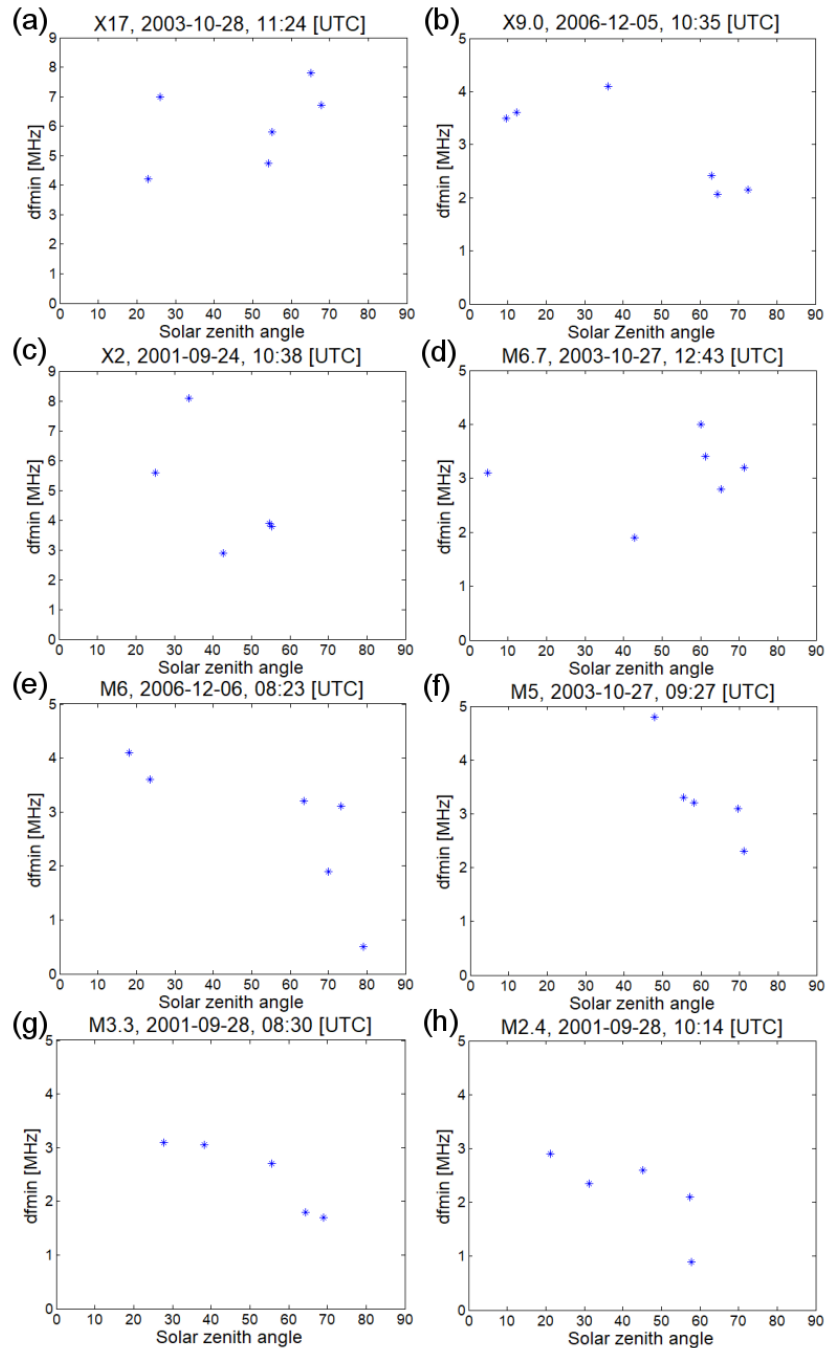 (a)
X17, 2003-10-28, 11:24 [UTC]
9
8
7
6
5
4
3
2
1
0
dfmin [MHz]
0 10 20 30 40 50 60 70 80 90
Solar zenith angle
(b)
X9.0, 2006-12-05, 10:35 [UTC]
5
4
3
2
1
0
dfmin [MHz]
0 10 20 30 40 50 60 70 80 90
Solar Zenith angle
(c)
X2, 2001-09-24, 10:38 [UTC]
9
8
7
6
5
4
3
2
1
0
dfmin [MHz]
0 10 20 30 40 50 60 70 80 90
Solar zenith angle
(d)
M6.7, 2003-10-27, 12:43 [UTC]
5
4
3
2
1
0
dfmin [MHz]
0 10 20 30 40 50 60 70 80 90
Solar zenith angle
(e)
M6, 2006-12-06, 08:23 [UTC]
5
4
3
2
1
0
dfmin [MHz]
0 10 20 30 40 50 60 70 80 90
Solar zenith angle
(f)
M5, 2003-10-27, 09:27 [UTC]
5
4
3
2
1
0
dfmin [MHz]
0 10 20 30 40 50 60 70 80 90
Solar Zenith angle
(g)
M3.3, 2001-09-28, 08:30 [UTC]
5
4
3
2
1
0
dfmin [MHz]
0 10 20 30 40 50 60 70 80 90
Solar zenith angle
(h)
M2.4, 2001-09-28, 10:14 [UTC]
5
4
3
2
1
0
dfmin [MHz]
0 10 20 30 40 50 60 70 80 90
Solar zenith angle